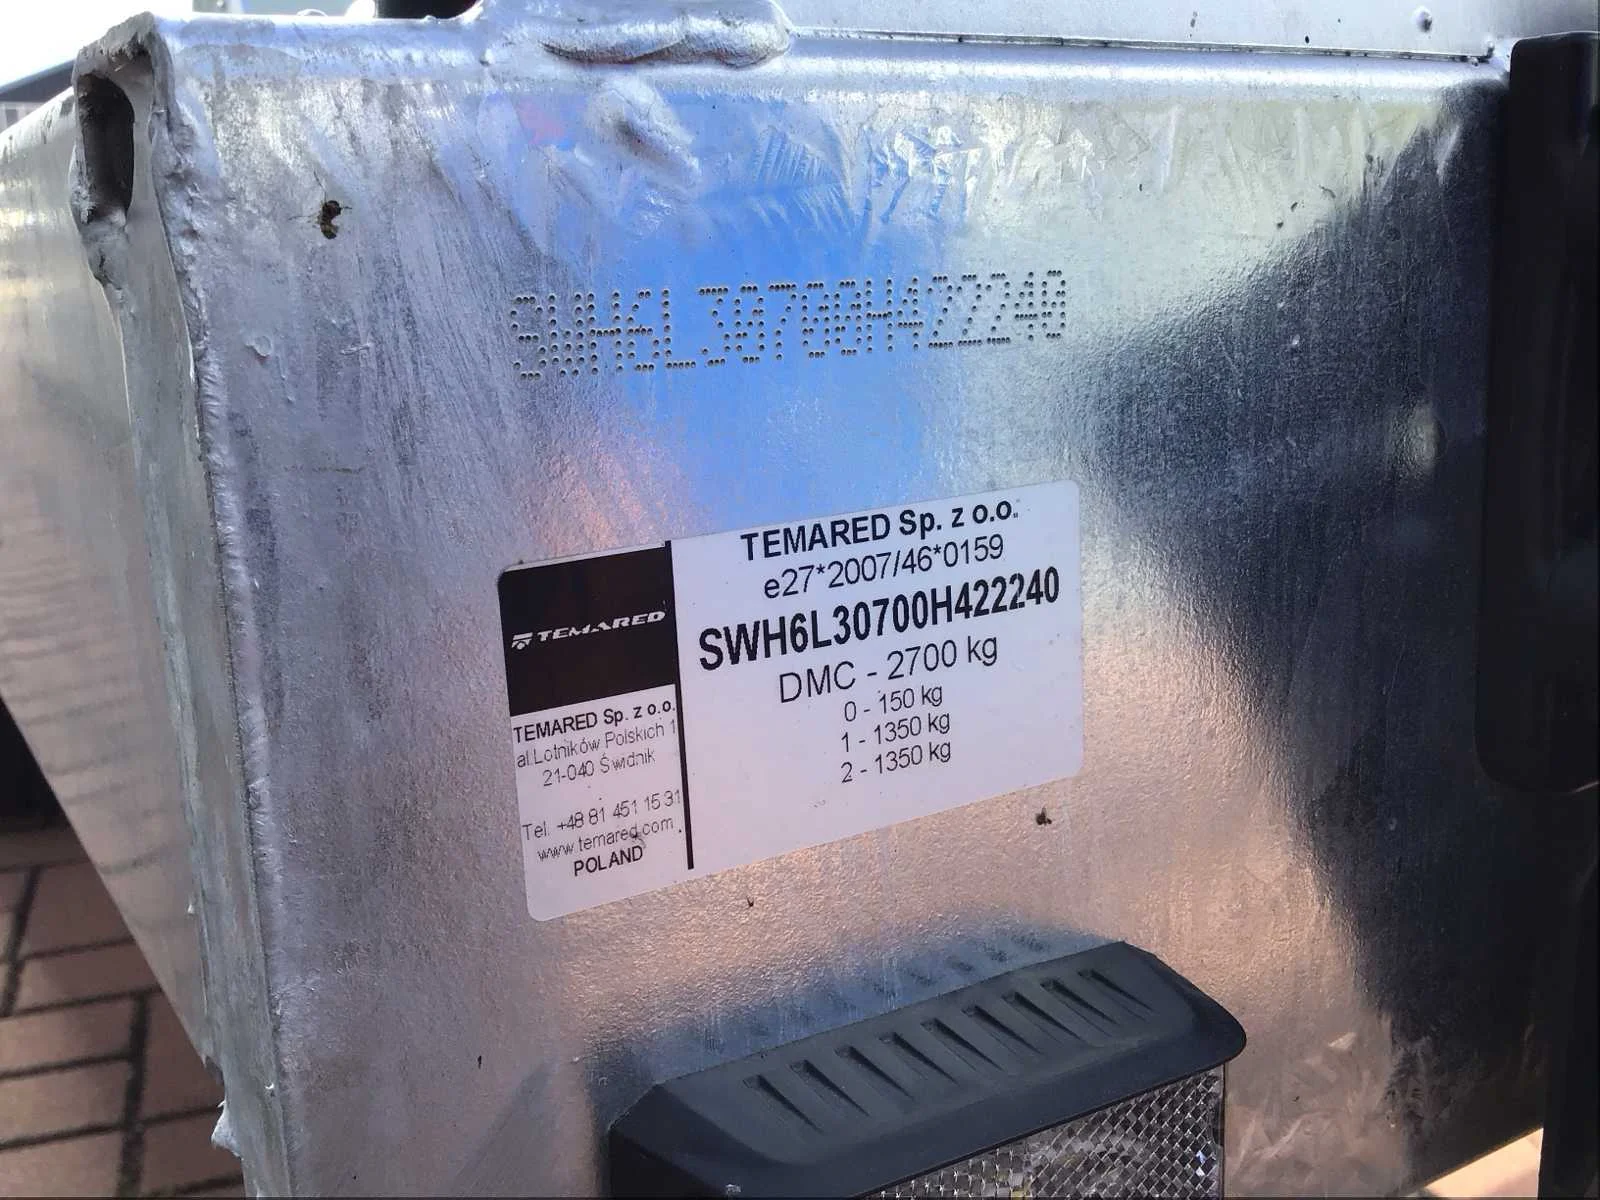 SWH6L30700H422240
TEMARED Sp. z o.o.
e27*2007/46*0159
SWH6L30700H422240
DMC - 2700 kg
0 - 150 kg
1 - 1350 kg
2 - 1350 kg
TEMARED
TEMARED Sp. z o.o.
al.Lotników Polskich 1
21-040 Świdnik
Tel. +48 81 451 15 31
www.temared.com
POLAND